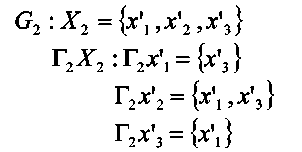 G₂ : X₂ = {x'₁, x'₂, x'₃}
Γ₂X₂ : Γ₂x'₁ = {x'₃}
Γ₂x'₂ = {x'₁, x'₃}
Γ₂x'₃ = {x'₁}